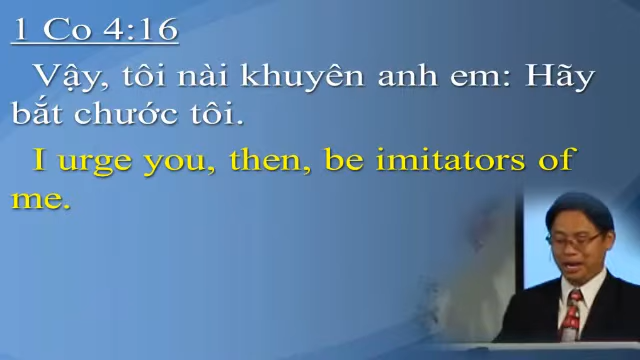 1 Co 4:16
Vậy, tôi nài khuyên anh em: Hãy
bắt chước tôi.
I urge you, then, be imitators of
me.